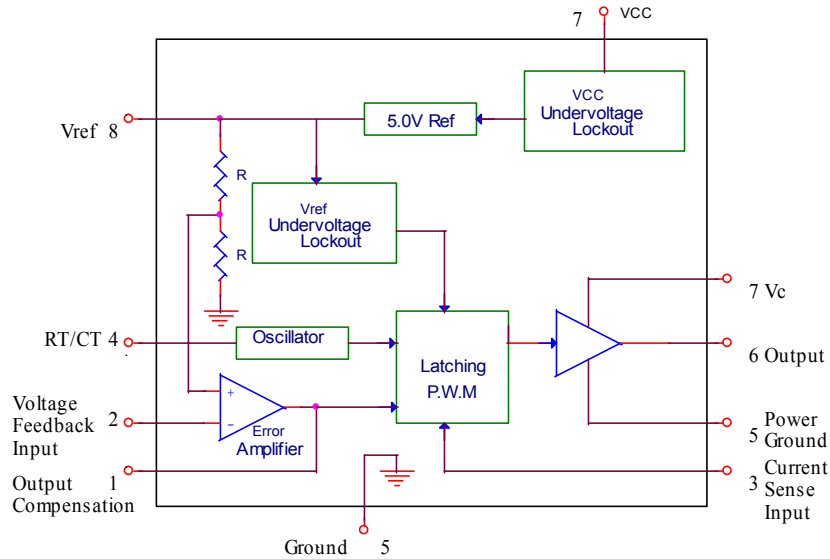 7 VCC
VCC
Undervoltage
Lockout
5.0V Ref
Vref 8
R
Vref
Undervoltage
Lockout
R
7 Vc
RT/CT 4
Oscillator
Latching
P.W.M
6 Output
Voltage
Feedback 2
Input
+
−
Error
Amplifier
Power
5 Ground
Output 1
Compensation
Current
3 Sense
Input
Ground 5